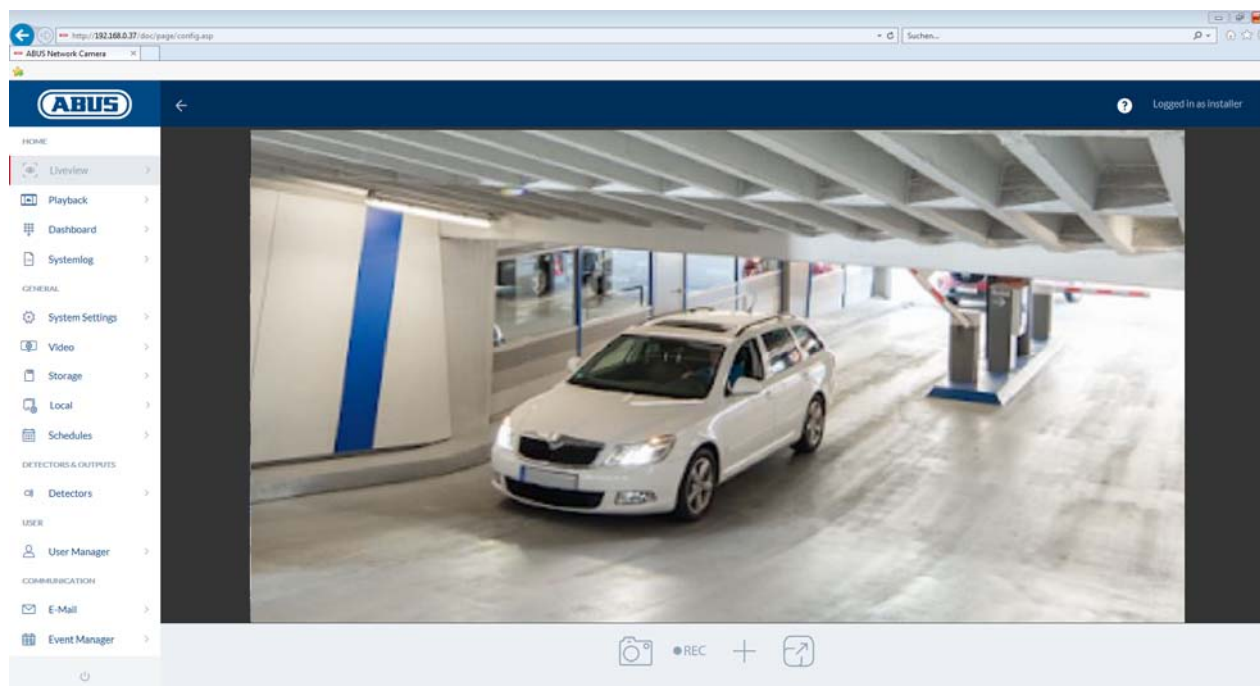 http://192.168.0.37/doc/page/config.asp
Suchen...
ABUS Network Camera
ABUS
?
Logged in as installer
HOME
Liveview
Playback
Dashboard
Systemlog
GENERAL
System Settings
Video
Storage
Local
Schedules
DETECTORS & OUTPUTS
Detectors
USER
User Manager
COMMUNICATION
E-Mail
Event Manager
REC